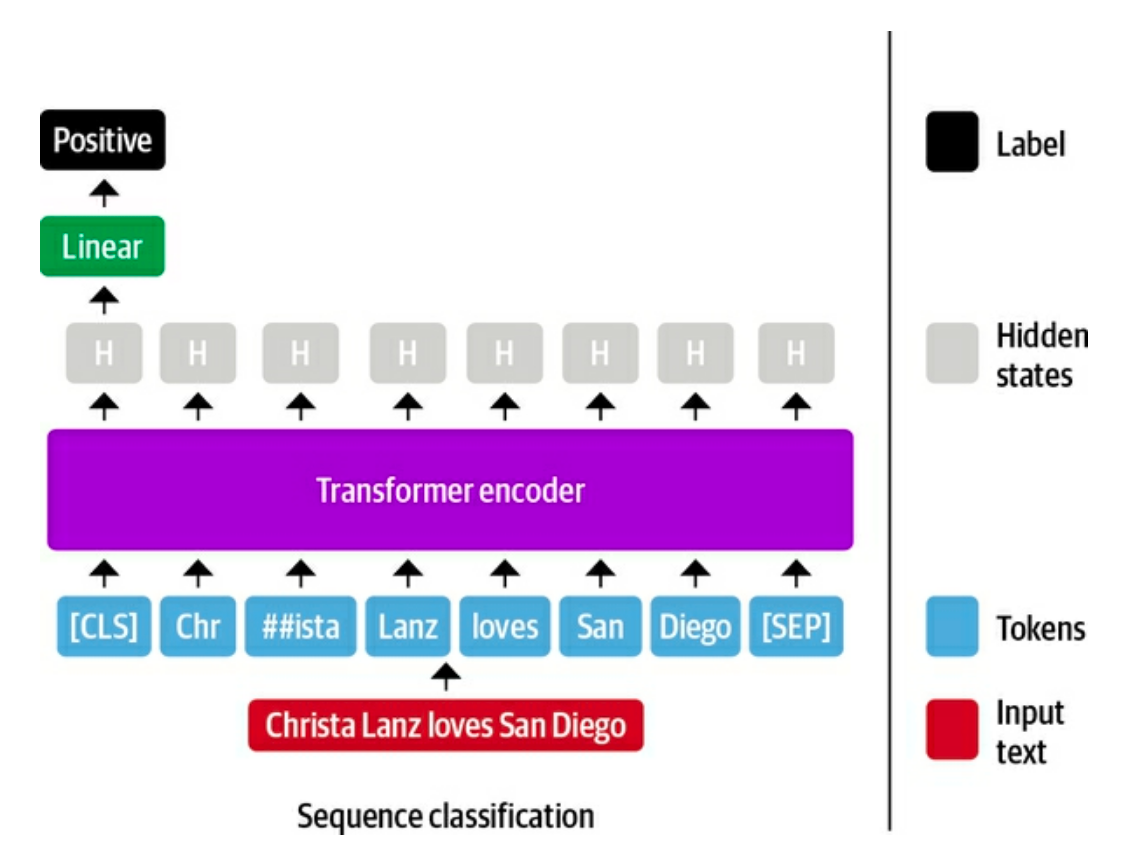 Positive
Label
Linear
H H H H H H H H
Hidden
states
Transformer encoder
[CLS] Chr ##ista Lanz loves San Diego [SEP]
Tokens
Christa Lanz loves San Diego
Input
text
Sequence classification